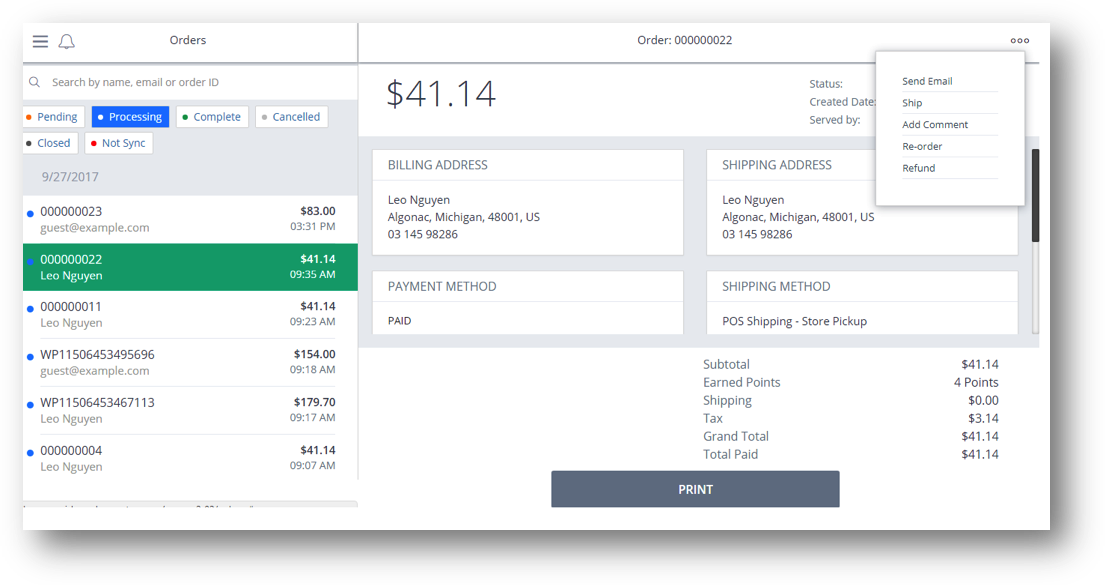 Orders
Search by name, email or order ID
Pending Processing Complete Cancelled
Closed Not Sync
9/27/2017
000000023 $83.00
guest@example.com 03:31 PM
000000022 $41.14
Leo Nguyen 09:35 AM
000000011 $41.14
Leo Nguyen 09:23 AM
WP11506453495696 $154.00
guest@example.com 09:18 AM
WP11506453467113 $179.70
Leo Nguyen 09:17 AM
000000004 $41.14
Leo Nguyen 09:07 AM
Order: 000000022
$41.14
Status:
Created Date:
Served by:
Send Email
Ship
Add Comment
Re-order
Refund
BILLING ADDRESS
Leo Nguyen
Algonac, Michigan, 48001, US
03 145 98286
SHIPPING ADDRESS
Leo Nguyen
Algonac, Michigan, 48001, US
03 145 98286
PAYMENT METHOD
PAID
SHIPPING METHOD
POS Shipping - Store Pickup
Subtotal $41.14
Earned Points 4 Points
Shipping $0.00
Tax $3.14
Grand Total $41.14
Total Paid $41.14
PRINT